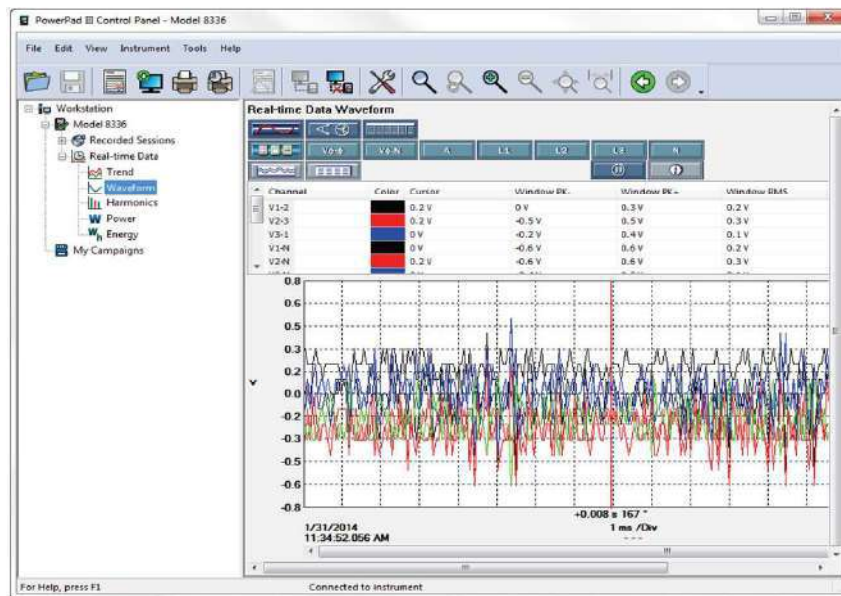 PowerPad III Control Panel - Model 8336
File Edit View Instrument Tools Help
Workstation
Model 8336
Recorded Sessions
Real-time Data
Trend
Waveform
Harmonics
Power
Energy
My Campaigns
Real-time Data Waveform
A L1 L2 L3 N
Channel Color Cursor Window PK- Window PK+ Window RMS
V1-2 0.2 V 0 V 0.3 V 0.2 V
V2-3 0.2 V -0.5 V 0.5 V 0.3 V
V3-1 0 V -0.2 V 0.4 V 0.1 V
V1-N 0 V -0.6 V 0.6 V 0.2 V
V2-N 0.2 V -0.6 V 0.6 V 0.3 V
0.8
0.6
0.5
0.3
0.2
V
0.0
-0.2
-0.3
-0.5
-0.6
-0.8
+0.008 s 167 °
1/31/2014 1 ms /Div
11:34:52.056 AM - - -
For Help, press F1 Connected to instrument